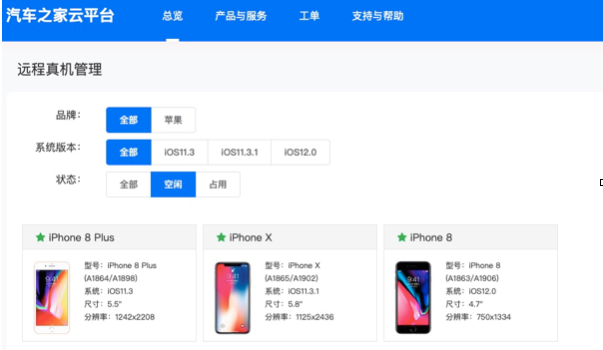 汽车之家云平台 总览 产品与服务 工单 支持与帮助
远程真机管理
品牌： 全部 苹果
系统版本： 全部 iOS11.3 iOS11.3.1 iOS12.0
状态： 全部 空闲 占用
iPhone 8 Plus
型号：iPhone 8 Plus
(A1864/A1898)
系统：iOS11.3
尺寸：5.5"
分辨率：1242x2208
iPhone X
型号：iPhone X
(A1865/A1902)
系统：iOS11.3.1
尺寸：5.8"
分辨率：1125x2436
iPhone 8
型号：iPhone 8
(A1863/A1906)
系统：iOS12.0
尺寸：4.7"
分辨率：750x1334